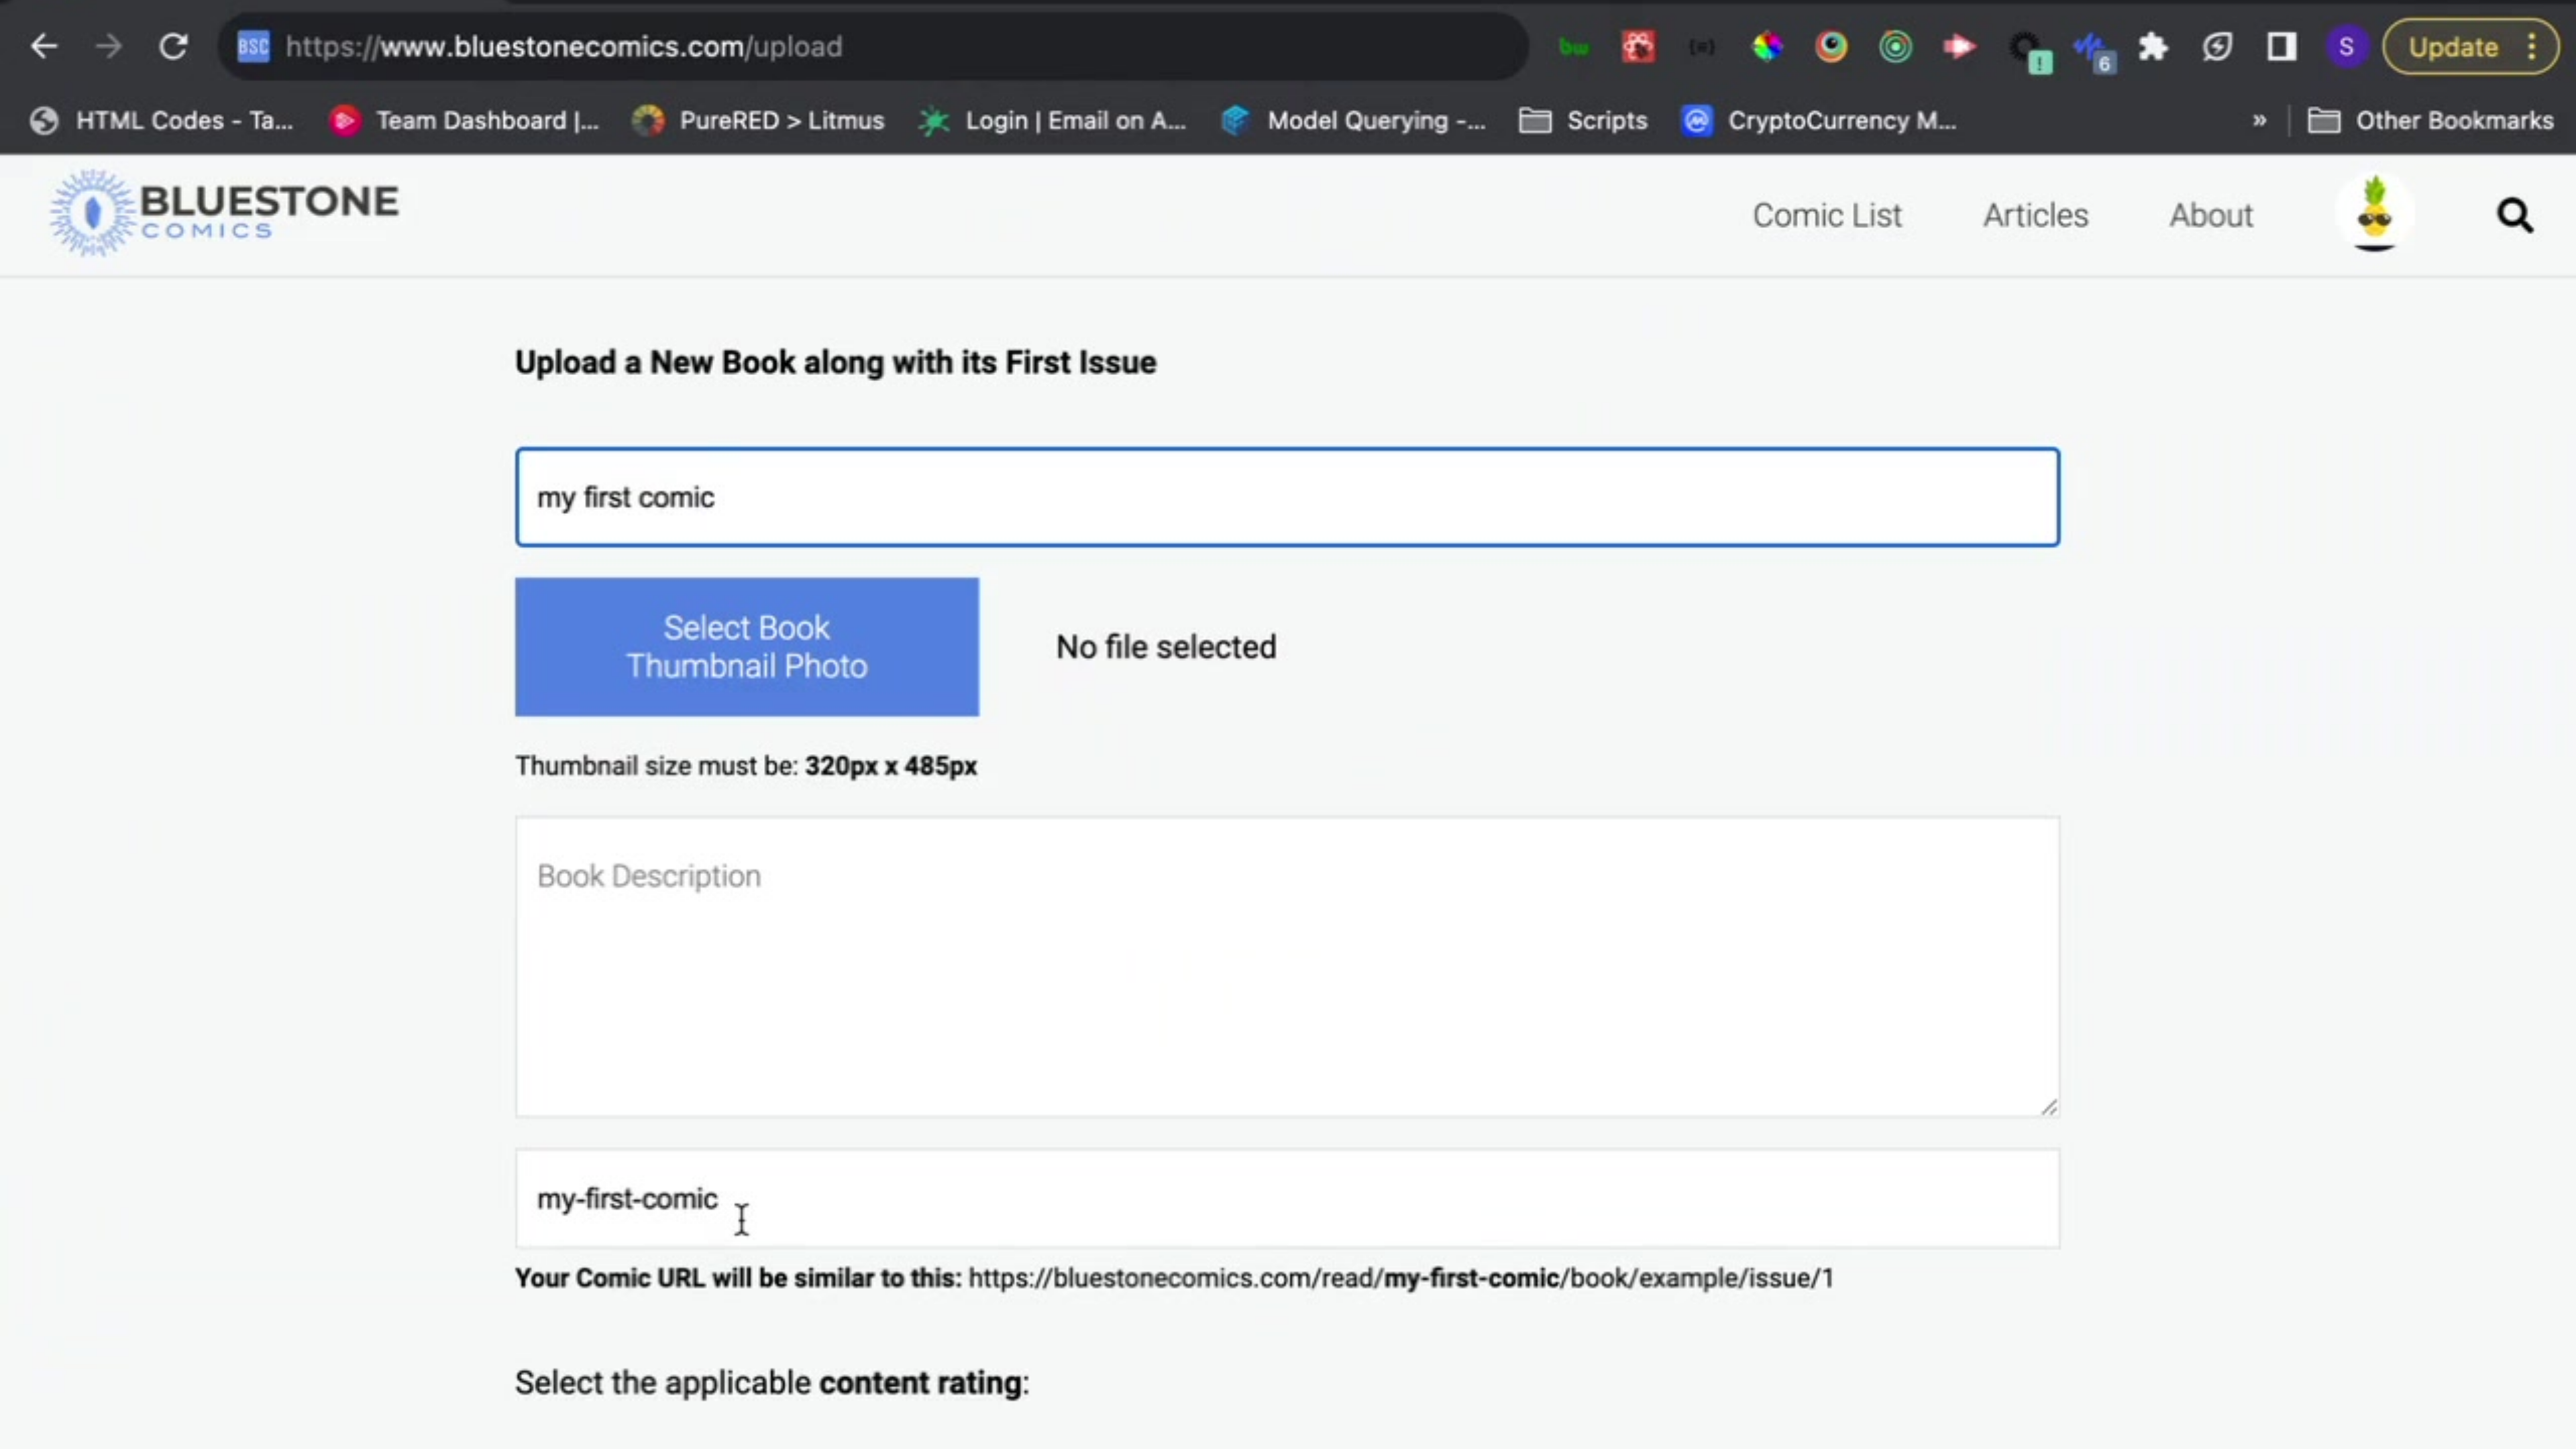 BSC https://www.bluestonecomics.com/upload
bw
6
S
Update
HTML Codes - Ta...
Team Dashboard |...
PureRED > Litmus
Login | Email on A...
Model Querying -...
Scripts
CryptoCurrency M...
»
Other Bookmarks
BLUESTONE
COMICS
Comic List
Articles
About
Upload a New Book along with its First Issue
my first comic
Select Book
Thumbnail Photo
No file selected
Thumbnail size must be: 320px x 485px
Book Description
my-first-comic
Your Comic URL will be similar to this: https://bluestonecomics.com/read/my-first-comic/book/example/issue/1
Select the applicable content rating: